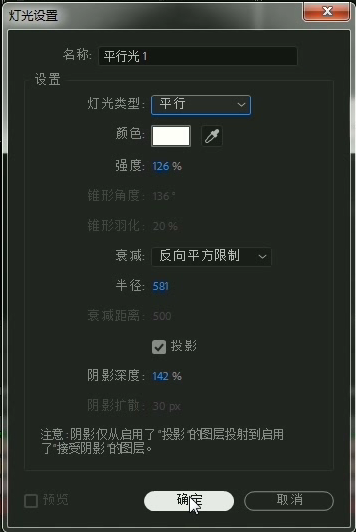 灯光设置
名称: 平行光 1
设置
灯光类型: 平行
颜色:
强度: 126 %
锥形角度: 136 °
锥形羽化: 20 %
衰减: 反向平方限制
半径: 581
衰减距离: 500
投影
阴影深度: 142 %
阴影扩散: 30 px
注意:阴影仅从启用了“投影”的图层投射到启用
了“接受阴影”的图层。
预览 确定 取消